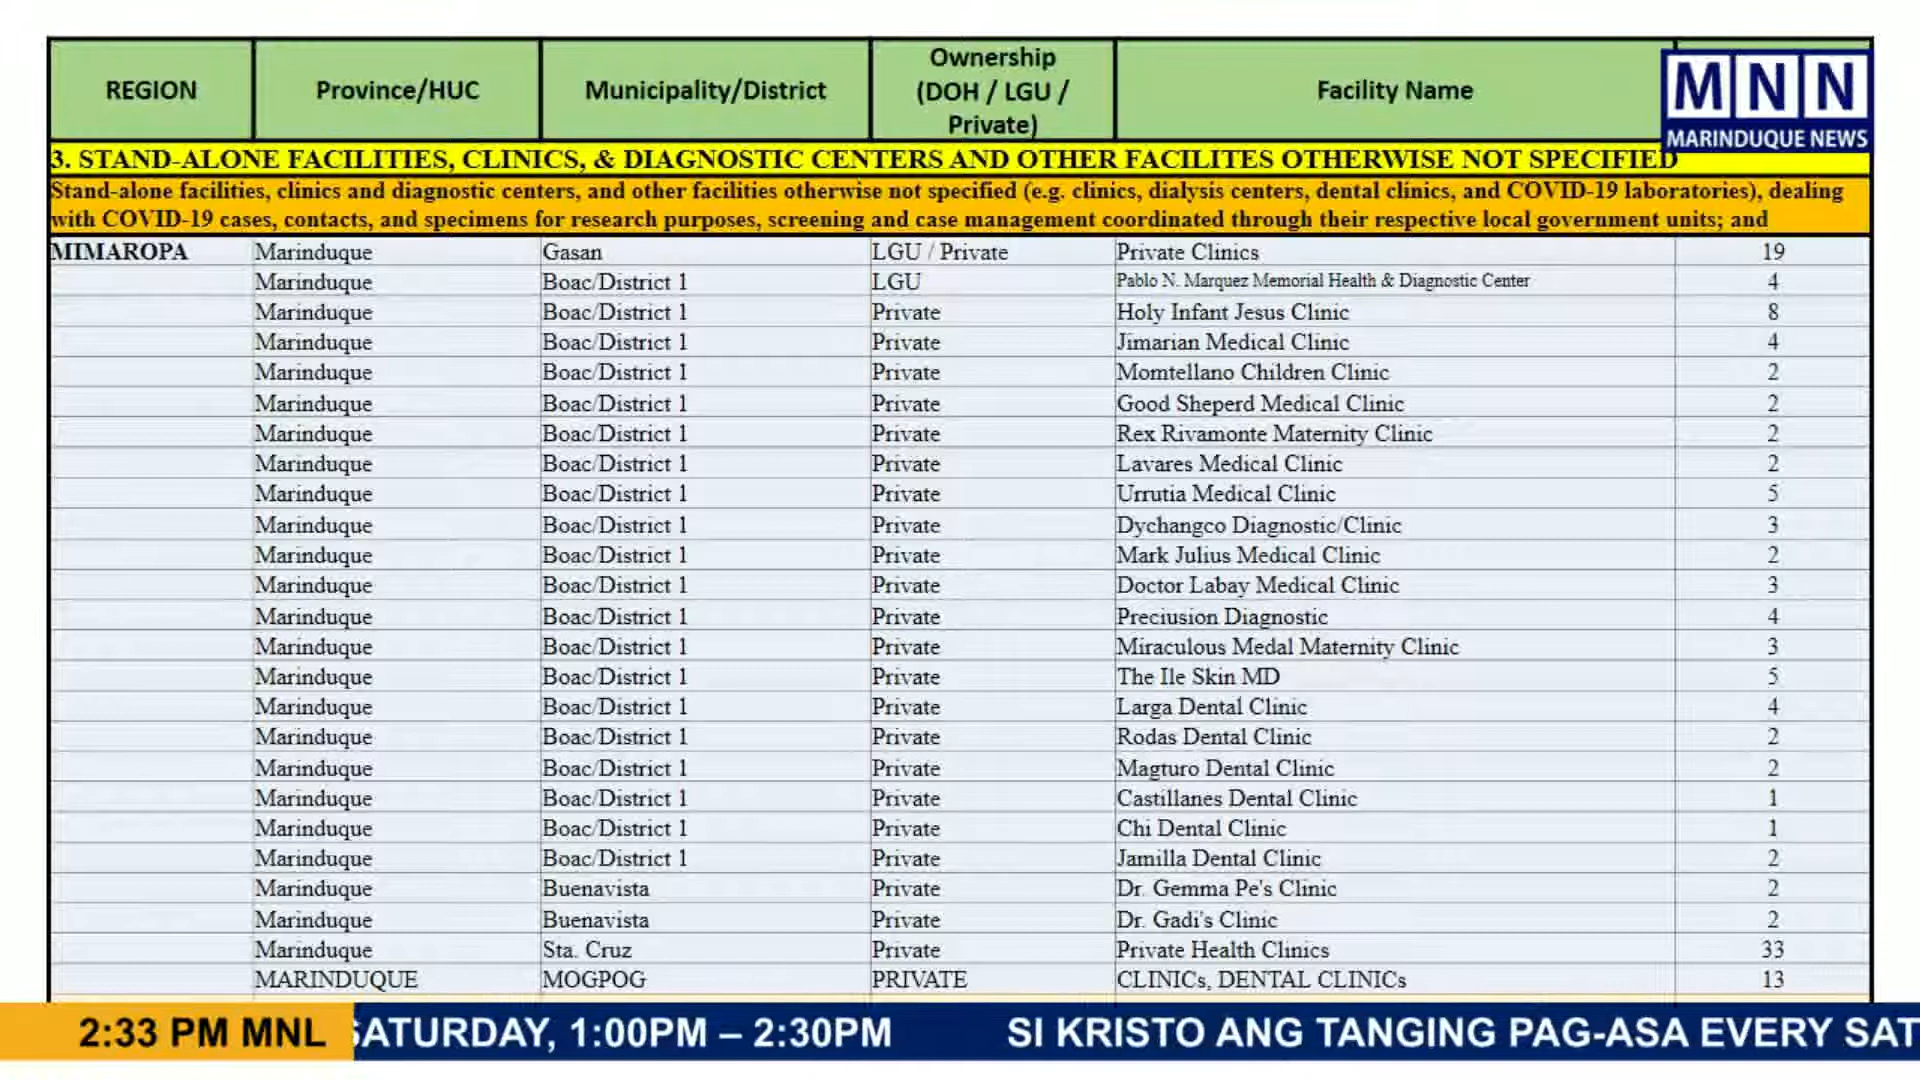 REGION Province/HUC Municipality/District Ownership (DOH / LGU / Private) Facility Name
M N N
MARINDUQUE NEWS
3. STAND-ALONE FACILITIES, CLINICS, & DIAGNOSTIC CENTERS AND OTHER FACILITES OTHERWISE NOT SPECIFIED
Stand-alone facilities, clinics and diagnostic centers, and other facilities otherwise not specified (e.g. clinics, dialysis centers, dental clinics, and COVID-19 laboratories), dealing
with COVID-19 cases, contacts, and specimens for research purposes, screening and case management coordinated through their respective local government units; and
MIMAROPA Marinduque Gasan LGU / Private Private Clinics 19
Marinduque Boac/District 1 LGU Pablo N. Marquez Memorial Health & Diagnostic Center 4
Marinduque Boac/District 1 Private Holy Infant Jesus Clinic 8
Marinduque Boac/District 1 Private Jimarian Medical Clinic 4
Marinduque Boac/District 1 Private Momtellano Children Clinic 2
Marinduque Boac/District 1 Private Good Sheperd Medical Clinic 2
Marinduque Boac/District 1 Private Rex Rivamonte Maternity Clinic 2
Marinduque Boac/District 1 Private Lavares Medical Clinic 2
Marinduque Boac/District 1 Private Urrutia Medical Clinic 5
Marinduque Boac/District 1 Private Dychangco Diagnostic/Clinic 3
Marinduque Boac/District 1 Private Mark Julius Medical Clinic 2
Marinduque Boac/District 1 Private Doctor Labay Medical Clinic 3
Marinduque Boac/District 1 Private Preciusion Diagnostic 4
Marinduque Boac/District 1 Private Miraculous Medal Maternity Clinic 3
Marinduque Boac/District 1 Private The Ile Skin MD 5
Marinduque Boac/District 1 Private Larga Dental Clinic 4
Marinduque Boac/District 1 Private Rodas Dental Clinic 2
Marinduque Boac/District 1 Private Magturo Dental Clinic 2
Marinduque Boac/District 1 Private Castillanes Dental Clinic 1
Marinduque Boac/District 1 Private Chi Dental Clinic 1
Marinduque Boac/District 1 Private Jamilla Dental Clinic 2
Marinduque Buenavista Private Dr. Gemma Pe's Clinic 2
Marinduque Buenavista Private Dr. Gadi's Clinic 2
Marinduque Sta. Cruz Private Private Health Clinics 33
MARINDUQUE MOGPOG PRIVATE CLINICs, DENTAL CLINICs 13
2:33 PM MNL SATURDAY, 1:00PM – 2:30PM SI KRISTO ANG TANGING PAG-ASA EVERY SAT